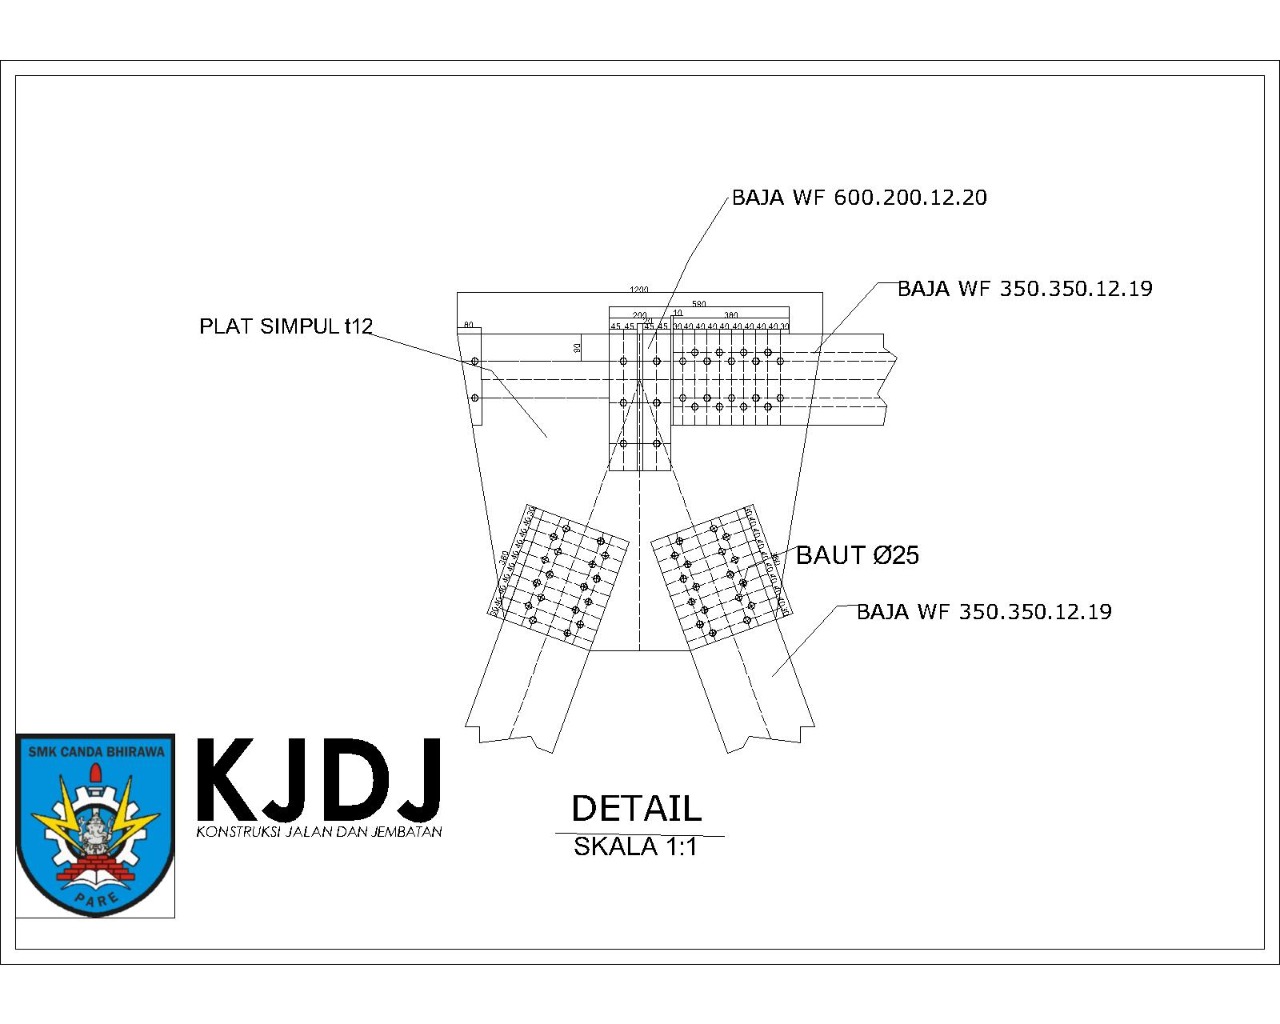 BAJA WF 600.200.12.20
BAJA WF 350.350.12.19
1200
590
10
200
380
20
PLAT SIMPUL t12
80
45 45 45 45 30 40 40 40 40 40 40 40 40 30
90
BAUT Ø25
360
360
BAJA WF 350.350.12.19
SMK CANDA BHIRAWA
PARE
KJDJ
KONSTRUKSI JALAN DAN JEMBATAN
DETAIL
SKALA 1:1